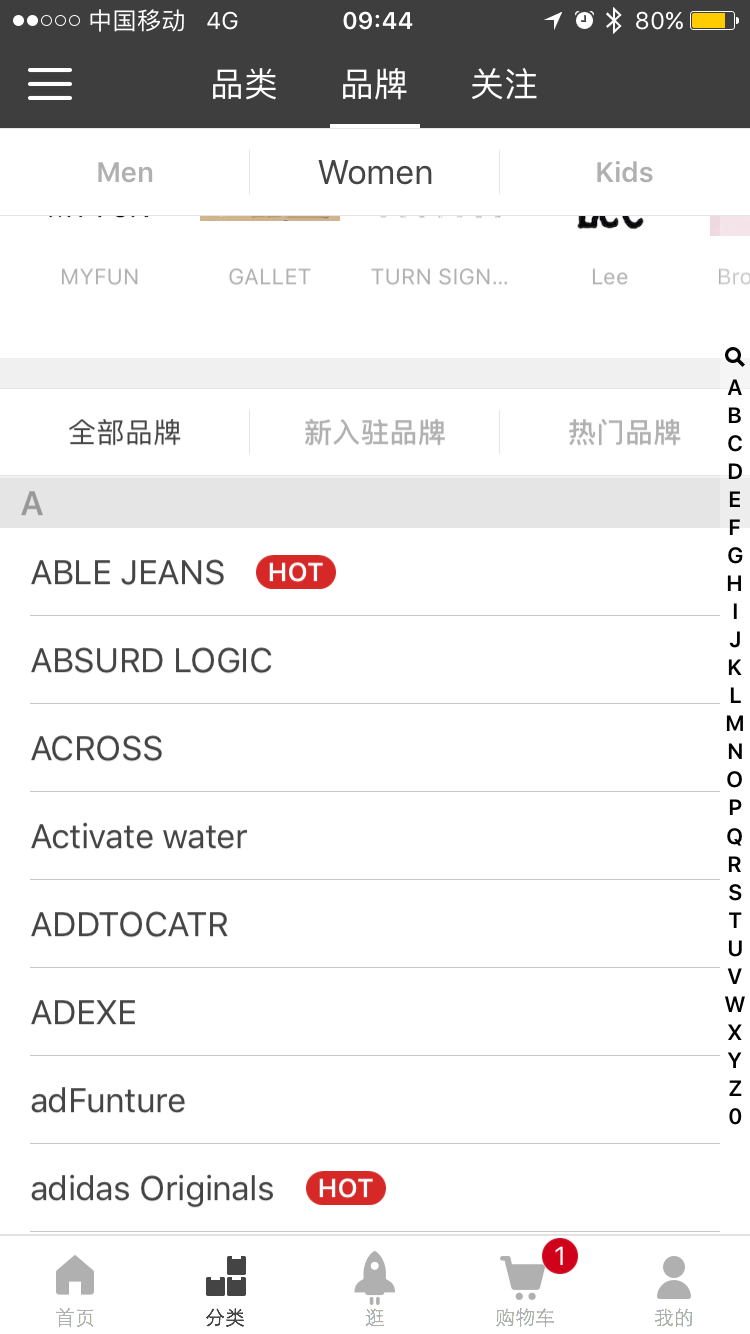 中国移动 4G 09:44 80%
品类 品牌 关注
Men Women Kids
MYFUN GALLET TURN SIGN... Lee Bro
全部品牌 新入驻品牌 热门品牌
A
ABLE JEANS HOT
ABSURD LOGIC
ACROSS
Activate water
ADDTOCATR
ADEXE
adFunture
adidas Originals HOT
A
B
C
D
E
F
G
H
I
J
K
L
M
N
O
P
Q
R
S
T
U
V
W
X
Y
Z
0
1
首页 分类 逛 购物车 我的